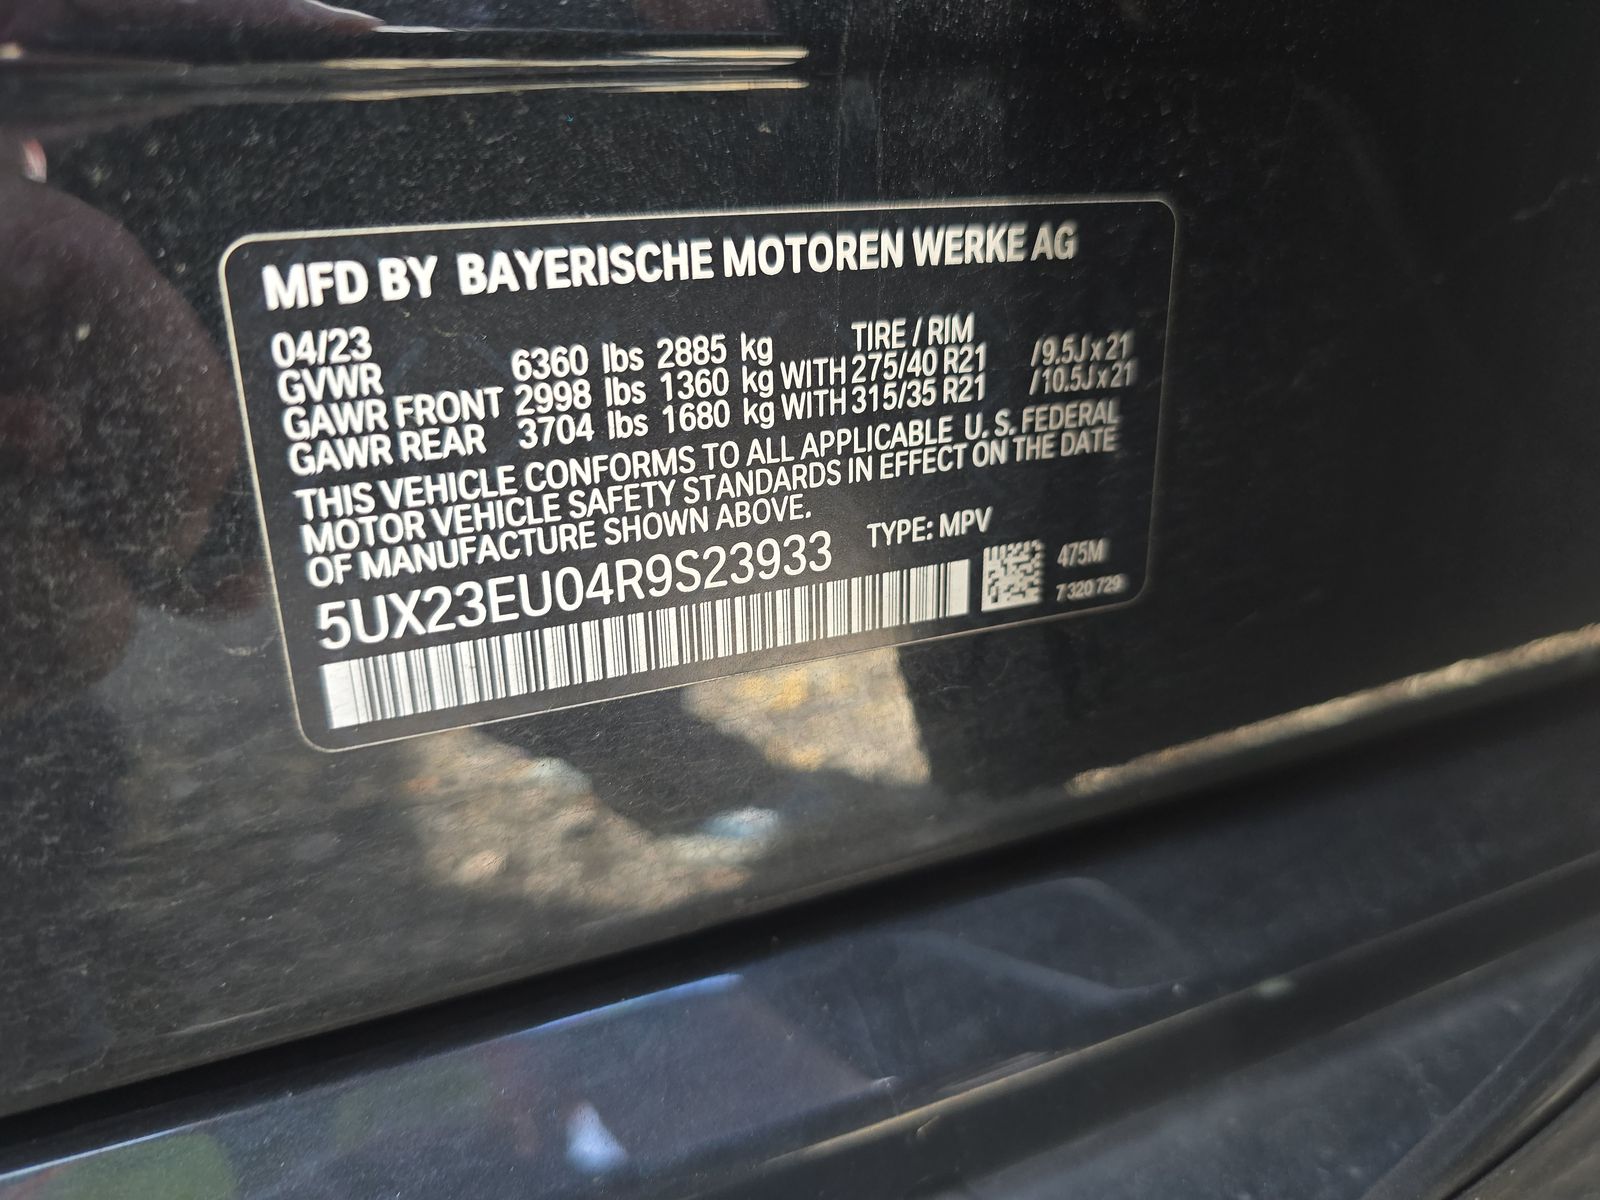 MFD BY BAYERISCHE MOTOREN WERKE AG
04/23 TIRE / RIM
GVWR 6360 lbs 2885 kg
GAWR FRONT 2998 lbs 1360 kg WITH 275/40 R21 /9.5J x 21
GAWR REAR 3704 lbs 1680 kg WITH 315/35 R21 /10.5J x 21
THIS VEHICLE CONFORMS TO ALL APPLICABLE U. S. FEDERAL
MOTOR VEHICLE SAFETY STANDARDS IN EFFECT ON THE DATE
OF MANUFACTURE SHOWN ABOVE.
5UX23EU04R9S23933 TYPE: MPV
475M
7 320 729